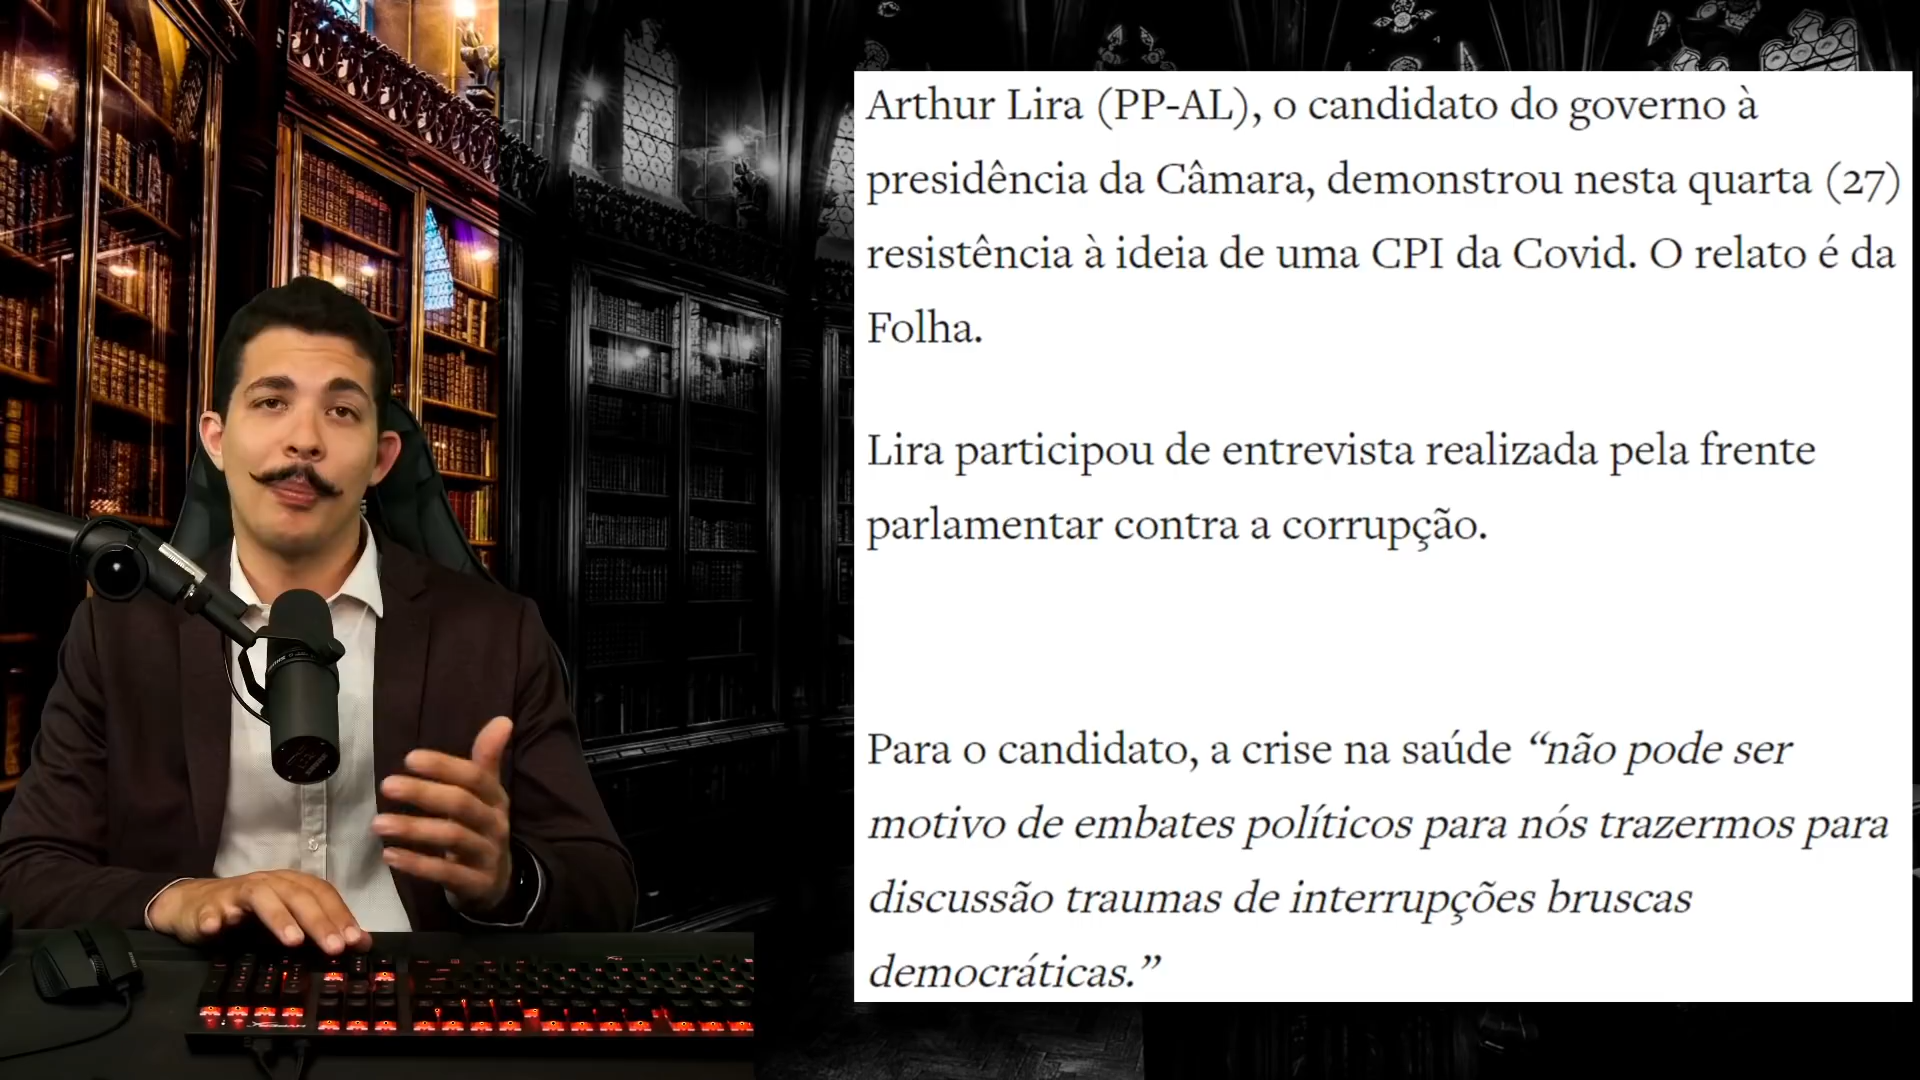 Arthur Lira (PP-AL), o candidato do governo à
presidência da Câmara, demonstrou nesta quarta (27)
resistência à ideia de uma CPI da Covid. O relato é da
Folha.
Lira participou de entrevista realizada pela frente
parlamentar contra a corrupção.
Para o candidato, a crise na saúde “não pode ser
motivo de embates políticos para nós trazermos para
discussão traumas de interrupções bruscas
democráticas.”